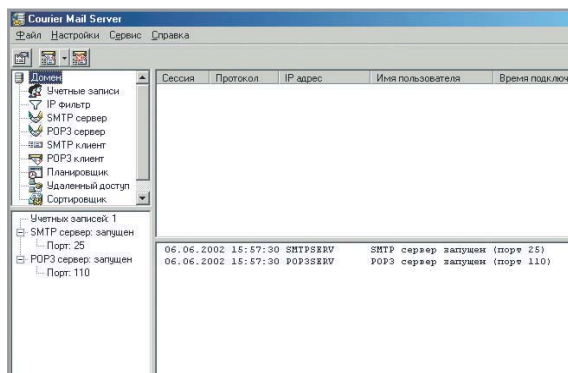 Courier Mail Server
Файл Настройки Сервис Справка
Домен
Учетные записи
IP фильтр
SMTP сервер
POP3 сервер
SMTP клиент
POP3 клиент
Планировщик
Удаленный доступ
Сортировщик
Сессия Протокол IP адрес Имя пользователя Время подключ
Учетных записей: 1
SMTP сервер: запущен
Порт: 25
POP3 сервер: запущен
Порт: 110
06.06.2002 15:57:30 SMTPSERV SMTP сервер запущен (порт 25)
06.06.2002 15:57:30 POP3SERV POP3 сервер запущен (порт 110)